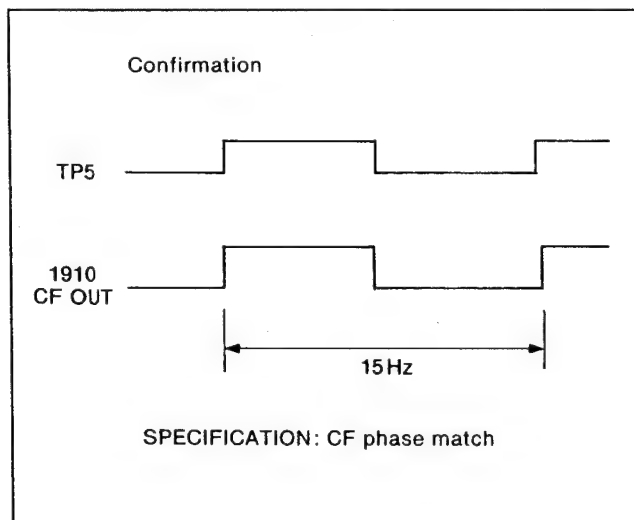 Confirmation
TP5
1910
CF OUT
15Hz
SPECIFICATION: CF phase match